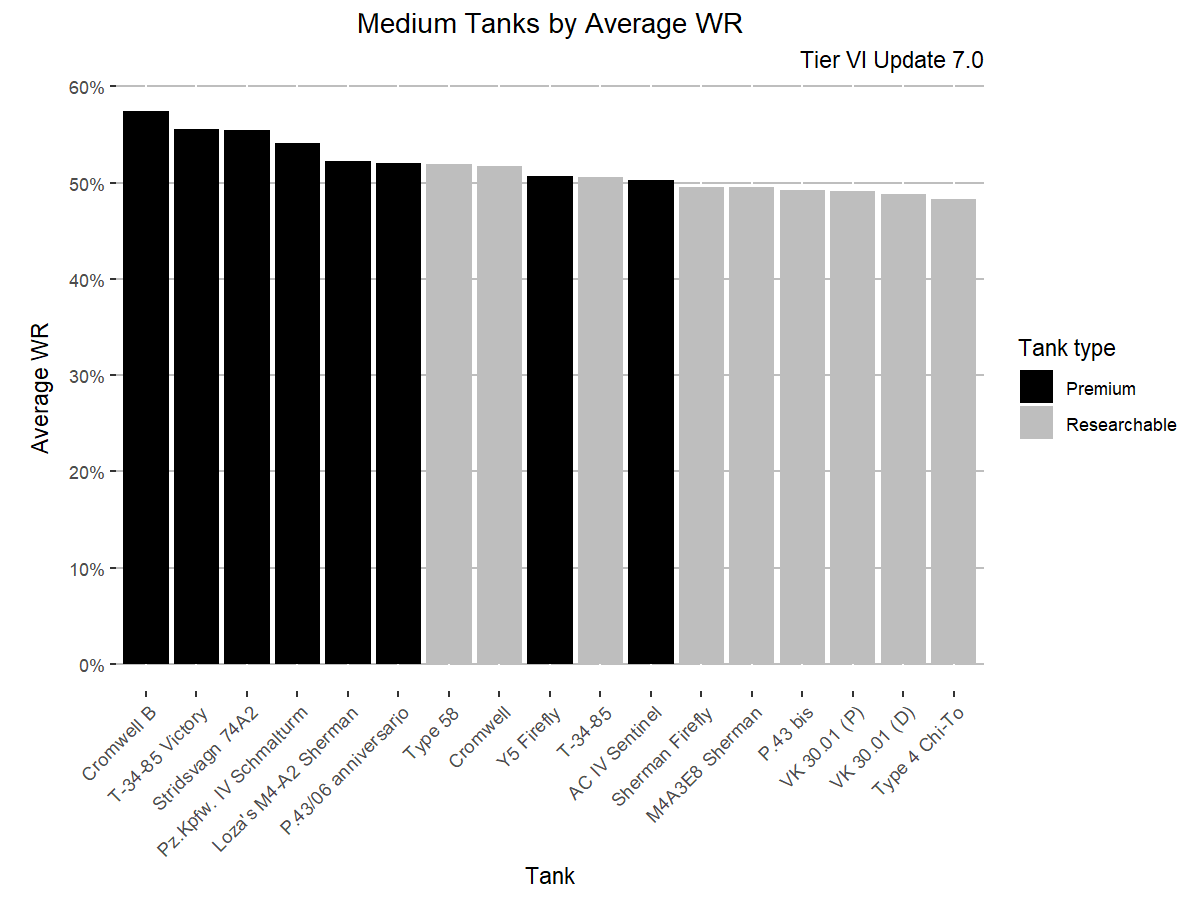 Medium Tanks by Average WR
Tier VI Update 7.0
60%
50%
40%
30%
20%
10%
0%
Average WR
Cromwell B
T-34-85 Victory
Stridsvagn 74A2
Pz.Kpfw. IV Schmalturm
Loza's M4-A2 Sherman
P.43/06 anniversario
Type 58
Cromwell
Y5 Firefly
T-34-85
AC IV Sentinel
Sherman Firefly
M4A3E8 Sherman
P.43 bis
VK 30.01 (P)
VK 30.01 (D)
Type 4 Chi-To
Tank
Tank type
Premium
Researchable